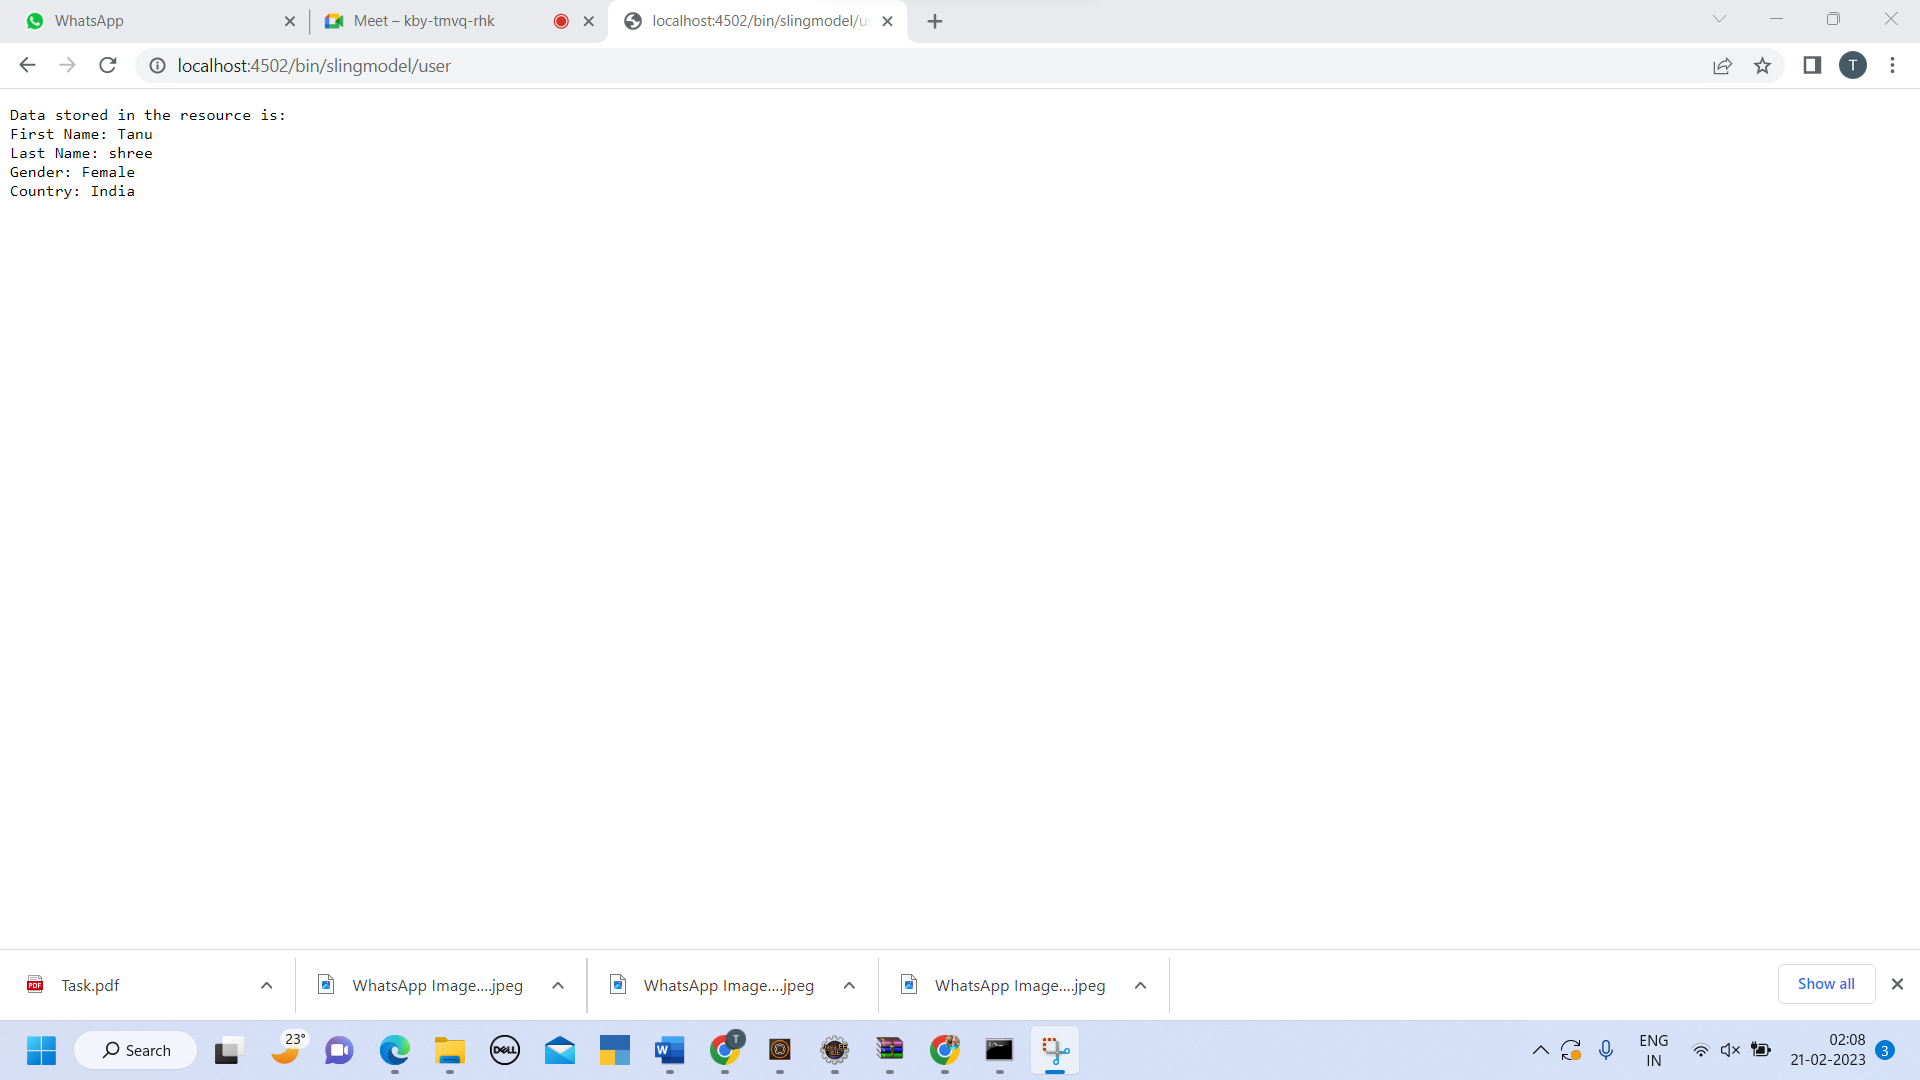 WhatsApp
Meet – kby-tmvq-rhk
localhost:4502/bin/slingmodel/u
localhost:4502/bin/slingmodel/user
T
Data stored in the resource is:
First Name: Tanu
Last Name: shree
Gender: Female
Country: India
Task.pdf
WhatsApp Image....jpeg
WhatsApp Image....jpeg
WhatsApp Image....jpeg
Show all
Search
23°
DELL
T
ENG
IN
02:08
21-02-2023
3